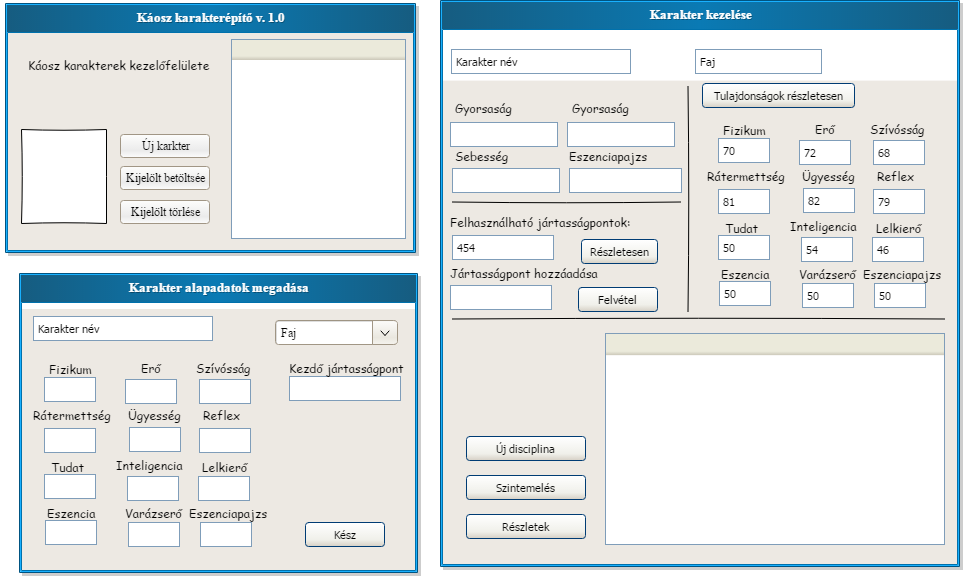 Káosz karakterépítő v. 1.0
Káosz karakterek kezelőfelülete
Új karkter
Kijelölt betöltsée
Kijelölt törlése
Karakter alapadatok megadása
Karakter név
Faj
Fizikum Erő Szívósság Kezdő jártasságpont
Rátermettség Ügyesség Reflex
Tudat Inteligencia Lelkierő
Eszencia Varázserő Eszenciapajzs
Kész
Karakter kezelése
Karakter név
Faj
Gyorsaság Gyorsaság
Sebesség Eszenciapajzs
Felhasználható jártasságpontok:
454
Részletesen
Jártasságpont hozzáadása
Felvétel
Tulajdonságok részletesen
Fizikum Erő Szívósság
70 72 68
Rátermettség Ügyesség Reflex
81 82 79
Tudat Inteligencia Lelkierő
50 54 46
Eszencia Varázserő Eszenciapajzs
50 50 50
Új disciplina
Szintemelés
Részletek